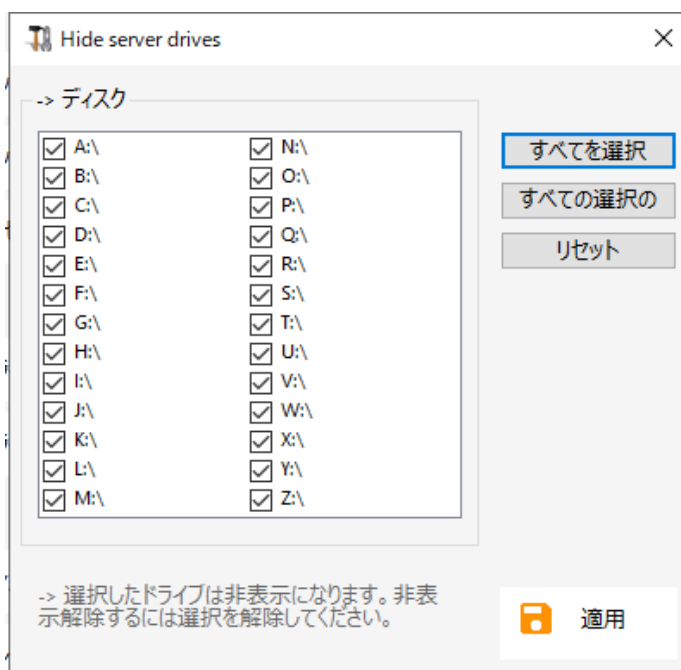 Hide server drives
-> ディスク
A:\ N:\
B:\ O:\
C:\ P:\
D:\ Q:\
E:\ R:\
F:\ S:\
G:\ T:\
H:\ U:\
I:\ V:\
J:\ W:\
K:\ X:\
L:\ Y:\
M:\ Z:\
すべてを選択
すべての選択の
リセット
-> 選択したドライブは非表示になります。非表
示解除するには選択を解除してください。
適用